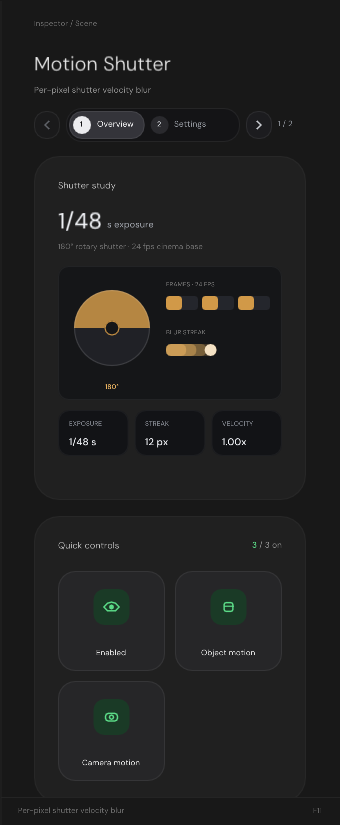 Inspector / Scene
Motion Shutter
Per-pixel shutter velocity blur
1 Overview 2 Settings 1 / 2
Shutter study
1/48 s exposure
180° rotary shutter · 24 fps cinema base
FRAMES · 24 FPS
BLUR STREAK
180°
EXPOSURE STREAK VELOCITY
1/48 s 12 px 1.00x
Quick controls 3 / 3 on
Enabled Object motion
Camera motion
Per-pixel shutter velocity blur